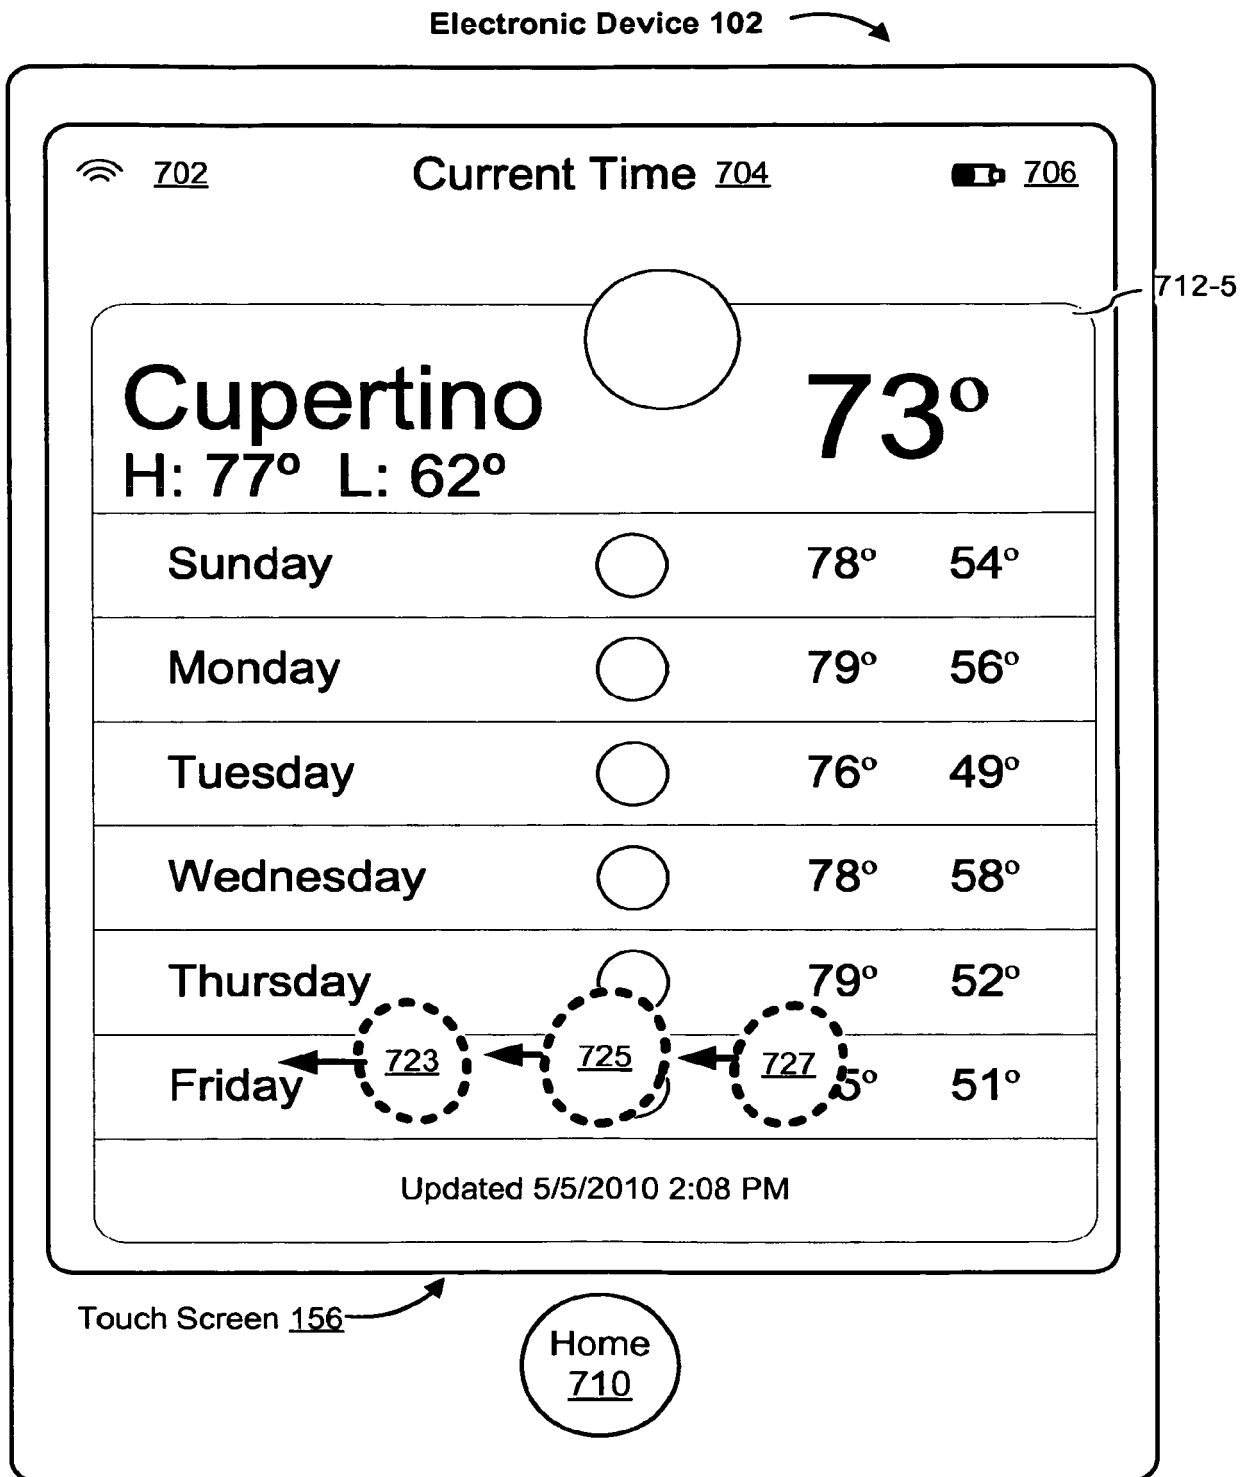 Electronic Device 102
702 Current Time 704 706
712-5
Cupertino 73º
H: 77º L: 62º
Sunday 78º 54º
Monday 79º 56º
Tuesday 76º 49º
Wednesday 78º 58º
Thursday 79º 52º
723 725 727
Friday 5º 51º
Updated 5/5/2010 2:08 PM
Touch Screen 156
Home
710